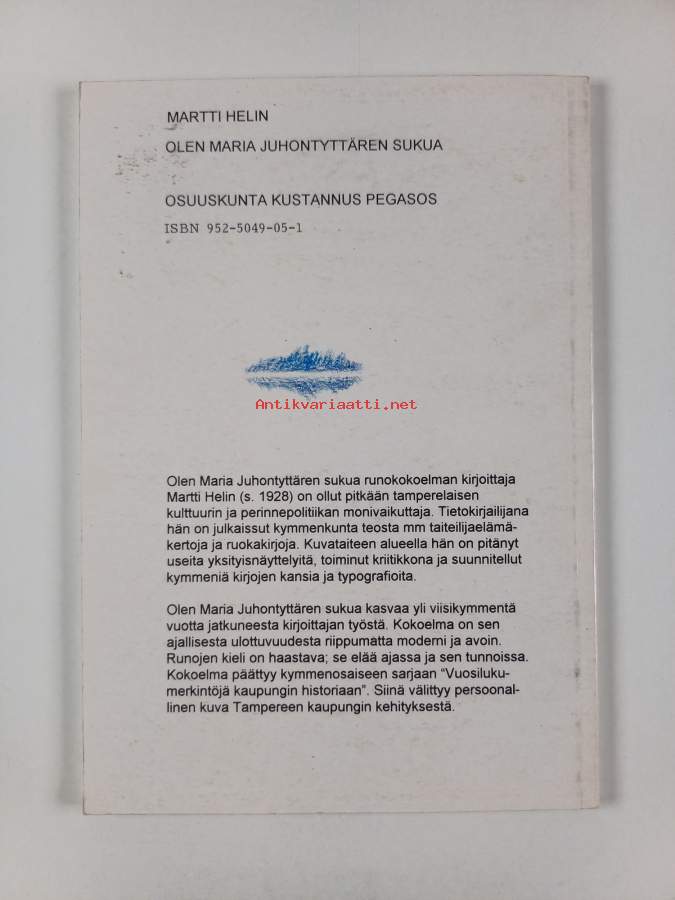 MARTTI HELIN
OLEN MARIA JUHONTYTTÄREN SUKUA
OSUUSKUNTA KUSTANNUS PEGASOS
ISBN 952-5049-05-1
Antikvariaatti.net
Olen Maria Juhontyttären sukua runokokoelman kirjoittaja
Martti Helin (s. 1928) on ollut pitkään tamperelaisen
kulttuurin ja perinnepolitiikan monivaikuttaja. Tietokirjailijana
hän on julkaissut kymmenkunta teosta mm taiteilijaelämä-
kertoja ja ruokakirjoja. Kuvataiteen alueella hän on pitänyt
useita yksityisnäyttelyitä, toiminut kriitikkona ja suunnitellut
kymmeniä kirjojen kansia ja typografioita.
Olen Maria Juhontyttären sukua kasvaa yli viisikymmentä
vuotta jatkuneesta kirjoittajan työstä. Kokoelma on sen
ajallisesta ulottuvuudesta riippumatta moderni ja avoin.
Runojen kieli on haastava; se elää ajassa ja sen tunnoissa.
Kokoelma päättyy kymmenosaiseen sarjaan “Vuosiluku-
merkintöjä kaupungin historiaan”. Siinä välittyy persoonal-
linen kuva Tampereen kaupungin kehityksestä.